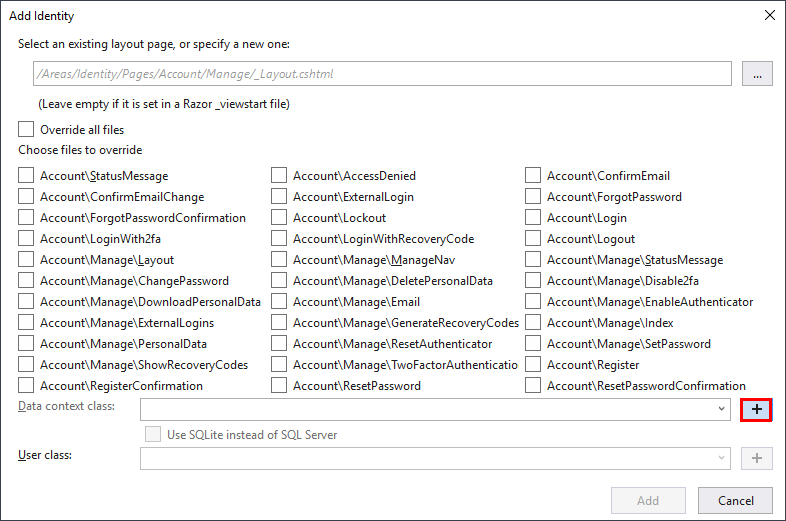 Add Identity
Select an existing layout page, or specify a new one:
/Areas/Identity/Pages/Account/Manage/_Layout.cshtml
...
(Leave empty if it is set in a Razor _viewstart file)
Override all files
Choose files to override
Account\StatusMessage Account\AccessDenied Account\ConfirmEmail
Account\ConfirmEmailChange Account\ExternalLogin Account\ForgotPassword
Account\ForgotPasswordConfirmation Account\Lockout Account\Login
Account\LoginWith2fa Account\LoginWithRecoveryCode Account\Logout
Account\Manage\Layout Account\Manage\ManageNav Account\Manage\StatusMessage
Account\Manage\ChangePassword Account\Manage\DeletePersonalData Account\Manage\Disable2fa
Account\Manage\DownloadPersonalData Account\Manage\Email Account\Manage\EnableAuthenticator
Account\Manage\ExternalLogins Account\Manage\GenerateRecoveryCodes Account\Manage\Index
Account\Manage\PersonalData Account\Manage\ResetAuthenticator Account\Manage\SetPassword
Account\Manage\ShowRecoveryCodes Account\Manage\TwoFactorAuthenticatio Account\Register
Account\RegisterConfirmation Account\ResetPassword Account\ResetPasswordConfirmation
Data context class: +
Use SQLite instead of SQL Server
User class: +
Add Cancel